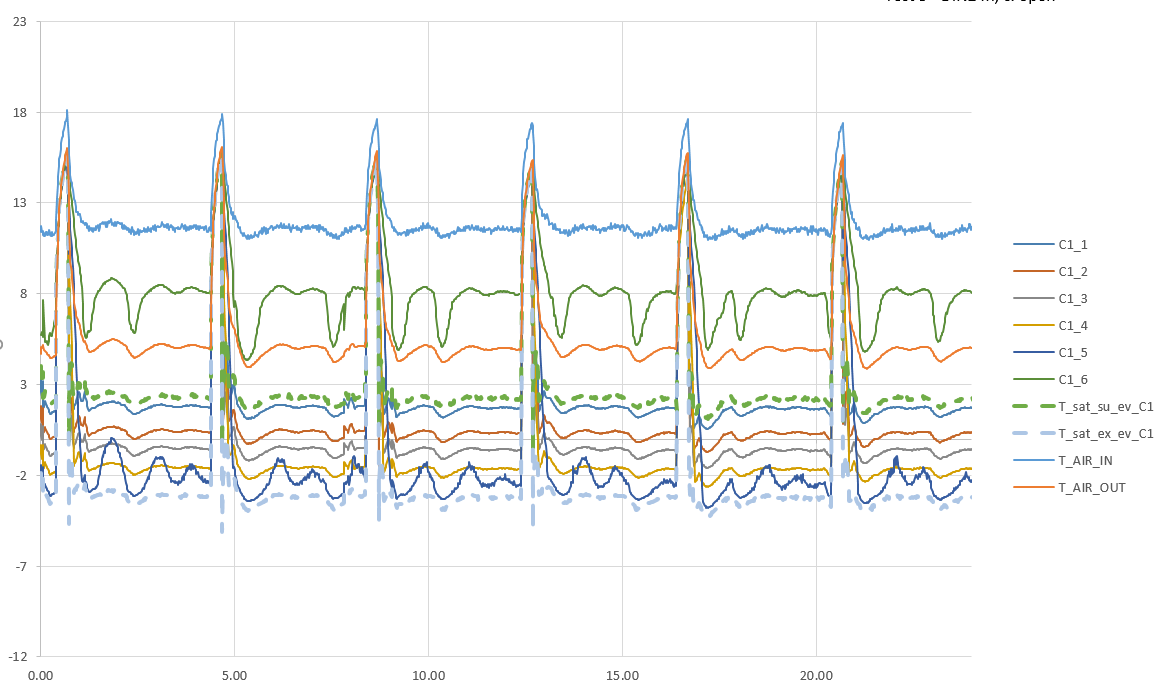 23
18
13
8
3
-2
-7
-12
0.00 5.00 10.00 15.00 20.00
C1_1
C1_2
C1_3
C1_4
C1_5
C1_6
T_sat_su_ev_C1
T_sat_ex_ev_C1
T_AIR_IN
T_AIR_OUT